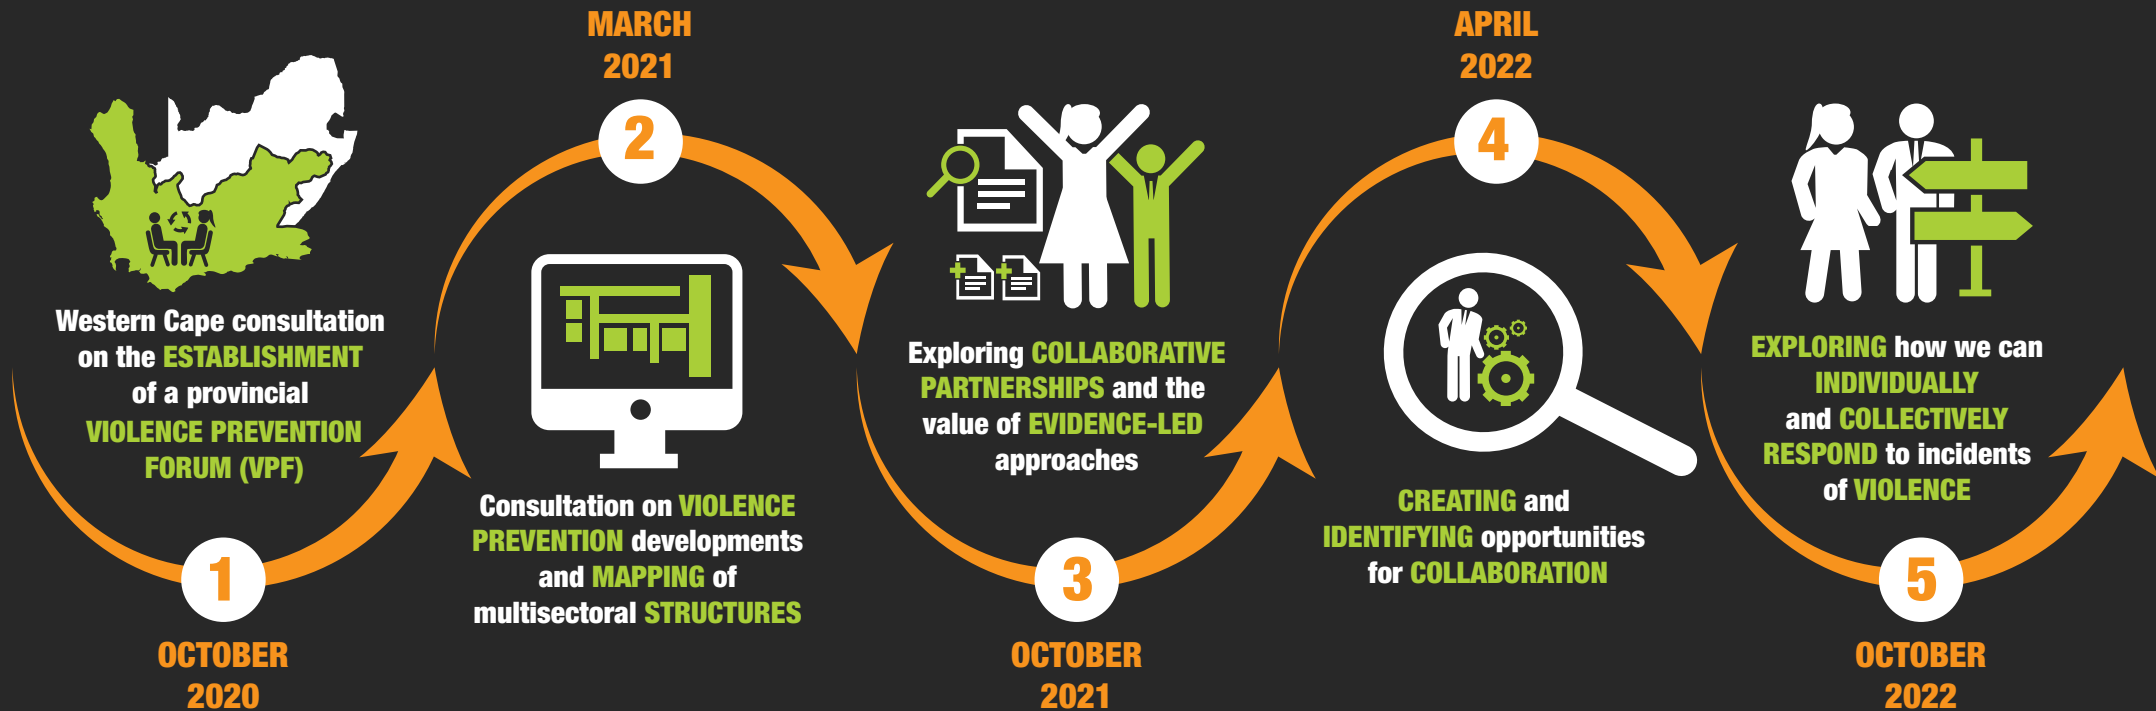 Western Cape consultation
on the ESTABLISHMENT
of a provincial
VIOLENCE PREVENTION
FORUM (VPF)
1
OCTOBER
2020
MARCH
2021
2
Consultation on VIOLENCE
PREVENTION developments
and MAPPING of
multisectoral STRUCTURES
Exploring COLLABORATIVE
PARTNERSHIPS and the
value of EVIDENCE-LED
approaches
3
OCTOBER
2021
APRIL
2022
4
CREATING and
IDENTIFYING opportunities
for COLLABORATION
EXPLORING how we can
INDIVIDUALLY
and COLLECTIVELY
RESPOND to incidents
of VIOLENCE
5
OCTOBER
2022